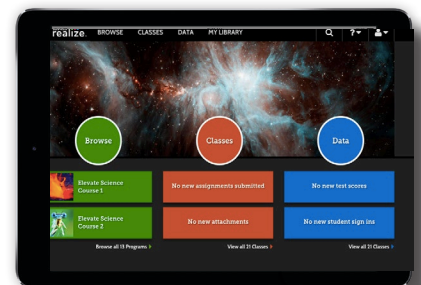 realize. BROWSE CLASSES DATA MY LIBRARY ?
Browse
Classes
Data
Elevate Science
Course 1
No new assignments submitted
No new test scores
Elevate Science
Course 2
No new attachments
No new student sign ins
Browse all 13 Programs >
View all 21 Classes >
View all 21 Classes >